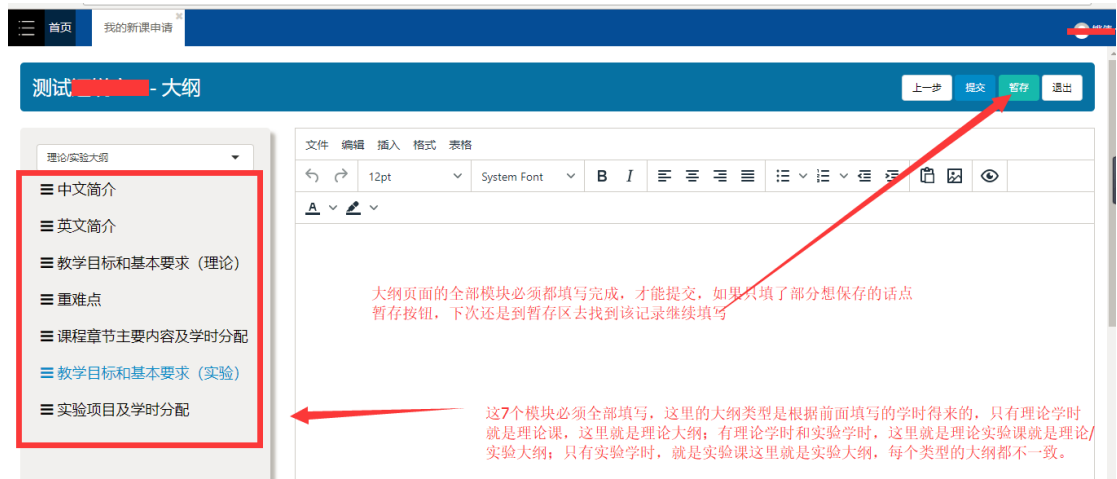 首页
我的新课申请
测试
- 大纲
上一步 提交 暂存 退出
理论/实验大纲
中文简介
英文简介
教学目标和基本要求（理论）
重难点
课程章节主要内容及学时分配
教学目标和基本要求（实验）
实验项目及学时分配
文件 编辑 插入 格式 表格
12pt System Font B I
A
大纲页面的全部模块必须都填写完成，才能提交，如果只填了部分想保存的话点
暂存按钮，下次还是到暂存区去找到该记录继续填写
这7个模块必须全部填写，这里的大纲类型是根据前面填写的学时得来的，只有理论学时
就是理论课，这里就是理论大纲；有理论学时和实验学时，这里就是理论实验课就是理论/
实验大纲；只有实验学时，就是实验课这里就是实验大纲，每个类型的大纲都不一致。